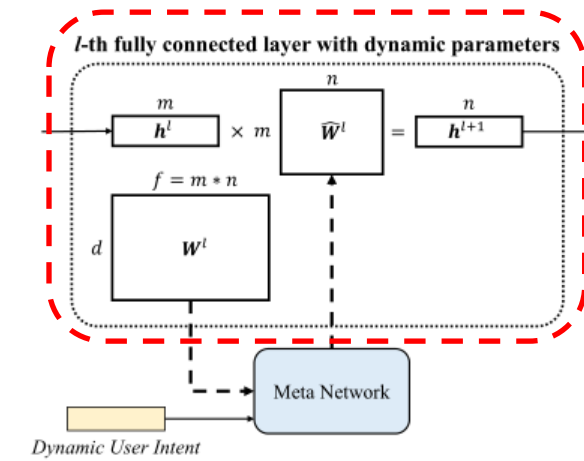 l-th fully connected layer with dynamic parameters
n
m
n
h^l
× m
Ŵ^l
=
h^{l+1}
f = m * n
d
W^l
Meta Network
Dynamic User Intent